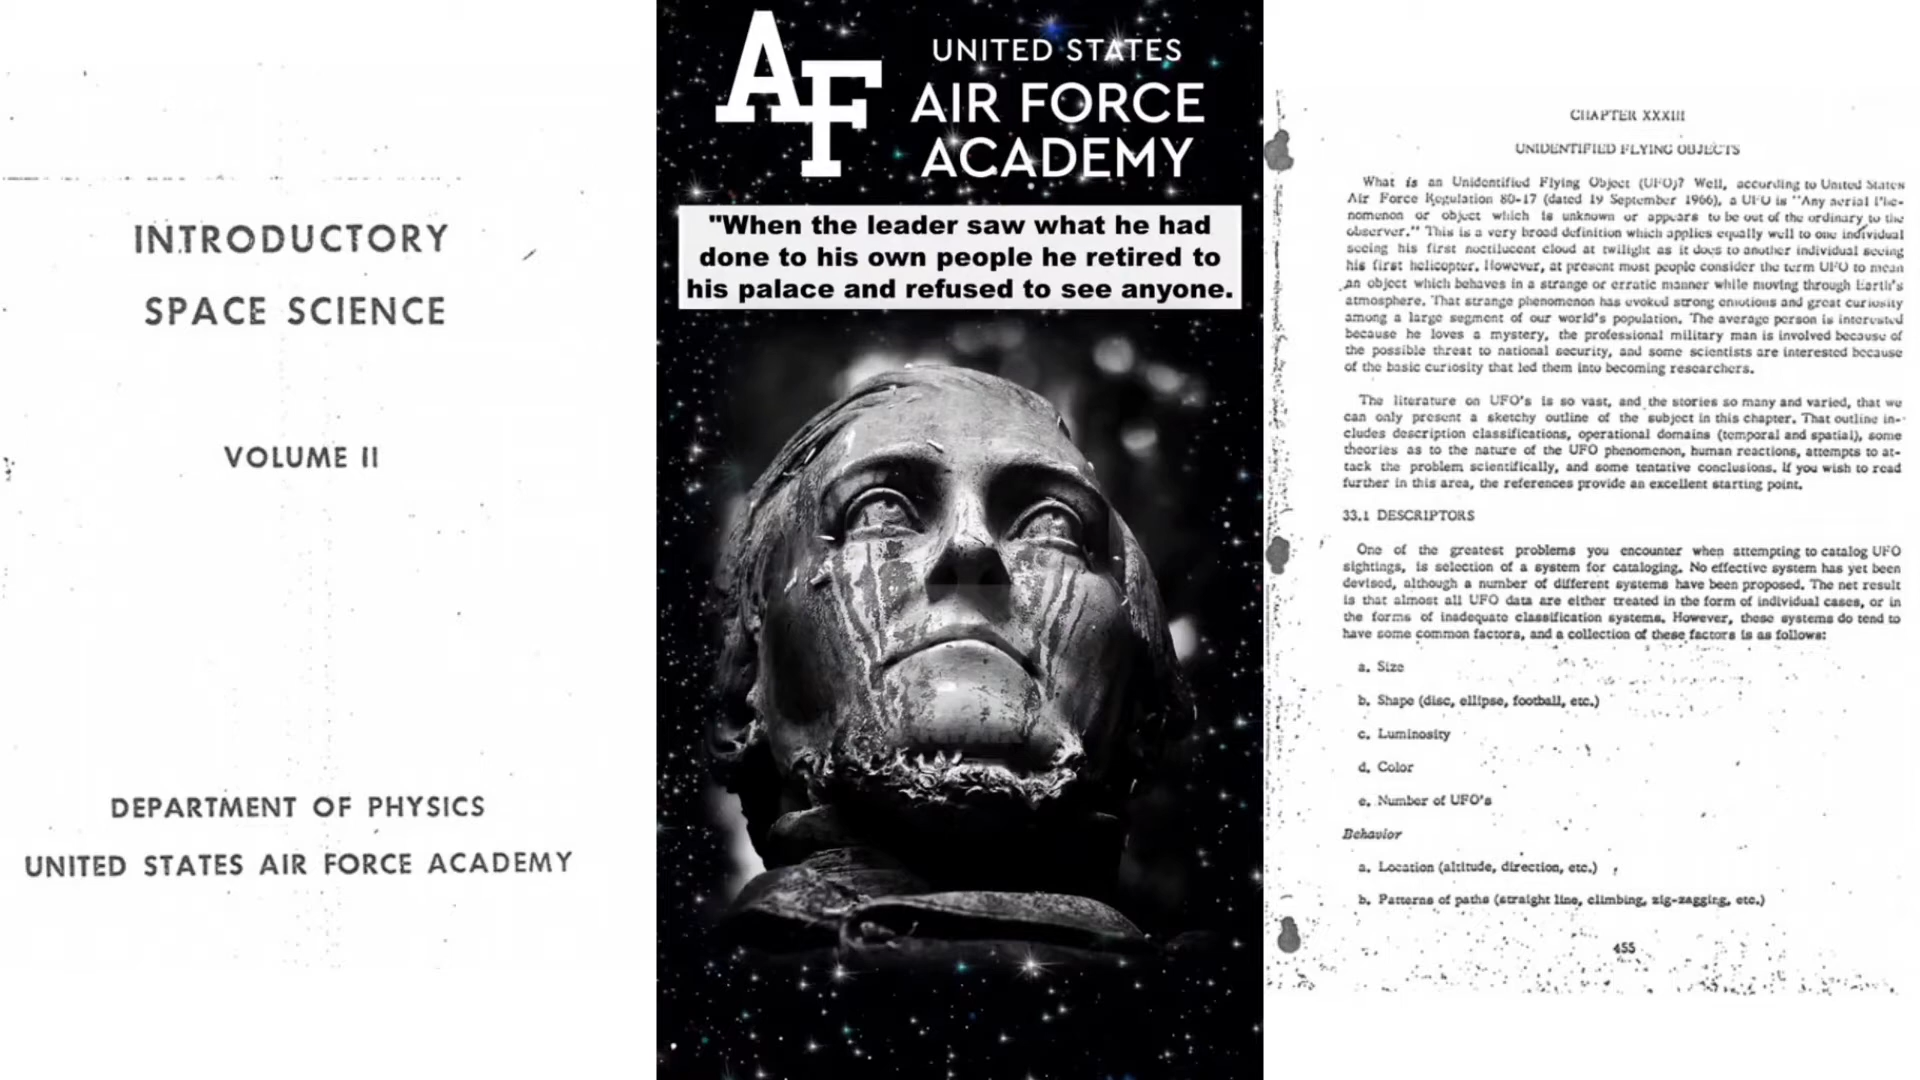 INTRODUCTORY
SPACE SCIENCE
VOLUME II
DEPARTMENT OF PHYSICS
UNITED STATES AIR FORCE ACADEMY
AF
UNITED STATES
AIR FORCE
ACADEMY
"When the leader saw what he had
done to his own people he retired to
his palace and refused to see anyone.
CHAPTER XXXIII
UNIDENTIFIED FLYING OBJECTS
What is an Unidentified Flying Object (UFO)? Well, according to United States
Air Force Regulation 80-17 (dated 19 September 1966), a UFO is "Any aerial Phe-
nomenon or object which is unknown or appears to be out of the ordinary to the
observer." This is a very broad definition which applies equally well to one individual
seeing his first noctilucent cloud at twilight as it does to another individual seeing
his first helicopter. However, at present most people consider the term UFO to mean
an object which behaves in a strange or erratic manner while moving through Earth's
atmosphere. That strange phenomenon has evoked strong emotions and great curiosity
among a large segment of our world's population. The average person is interested
because he loves a mystery, the professional military man is involved because of
the possible threat to national security, and some scientists are interested because
of the basic curiosity that led them into becoming researchers.
The literature on UFO's is so vast, and the stories so many and varied, that we
can only present a sketchy outline of the subject in this chapter. That outline in-
cludes description classifications, operational domains (temporal and spatial), some
theories as to the nature of the UFO phenomenon, human reactions, attempts to at-
tack the problem scientifically, and some tentative conclusions. If you wish to read
further in this area, the references provide an excellent starting point.
33.1 DESCRIPTORS
One of the greatest problems you encounter when attempting to catalog UFO
sightings, is selection of a system for cataloging. No effective system has yet been
devised, although a number of different systems have been proposed. The net result
is that almost all UFO data are either treated in the form of individual cases, or in
the forms of inadequate classification systems. However, these systems do tend to
have some common factors, and a collection of these factors is as follows:
a. Size
b. Shape (disc, ellipse, football, etc.)
c. Luminosity
d. Color
e. Number of UFO's
Behavior
a. Location (altitude, direction, etc.)
b. Patterns of paths (straight line, climbing, zig-zagging, etc.)
455